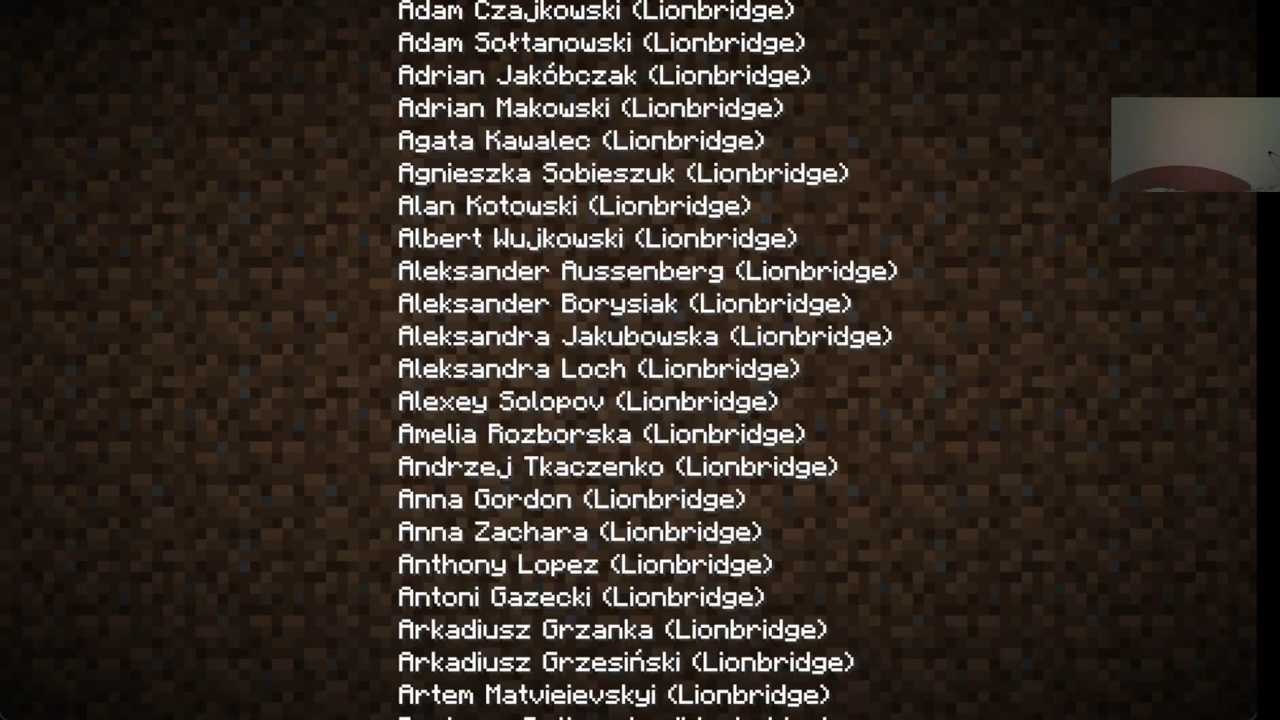 Adam Czajkowski (Lionbridge)
Adam Sołtanowski (Lionbridge)
Adrian Jakóbczak (Lionbridge)
Adrian Makowski (Lionbridge)
Agata Kawalec (Lionbridge)
Agnieszka Sobieszuk (Lionbridge)
Alan Kotowski (Lionbridge)
Albert Wujkowski (Lionbridge)
Aleksander Aussenberg (Lionbridge)
Aleksander Borysiak (Lionbridge)
Aleksandra Jakubowska (Lionbridge)
Aleksandra Loch (Lionbridge)
Alexey Solopov (Lionbridge)
Amelia Rozborska (Lionbridge)
Andrzej Tkaczenko (Lionbridge)
Anna Gordon (Lionbridge)
Anna Zachara (Lionbridge)
Anthony Lopez (Lionbridge)
Antoni Gazecki (Lionbridge)
Arkadiusz Grzanka (Lionbridge)
Arkadiusz Grzesiński (Lionbridge)
Artem Matvieievskyi (Lionbridge)